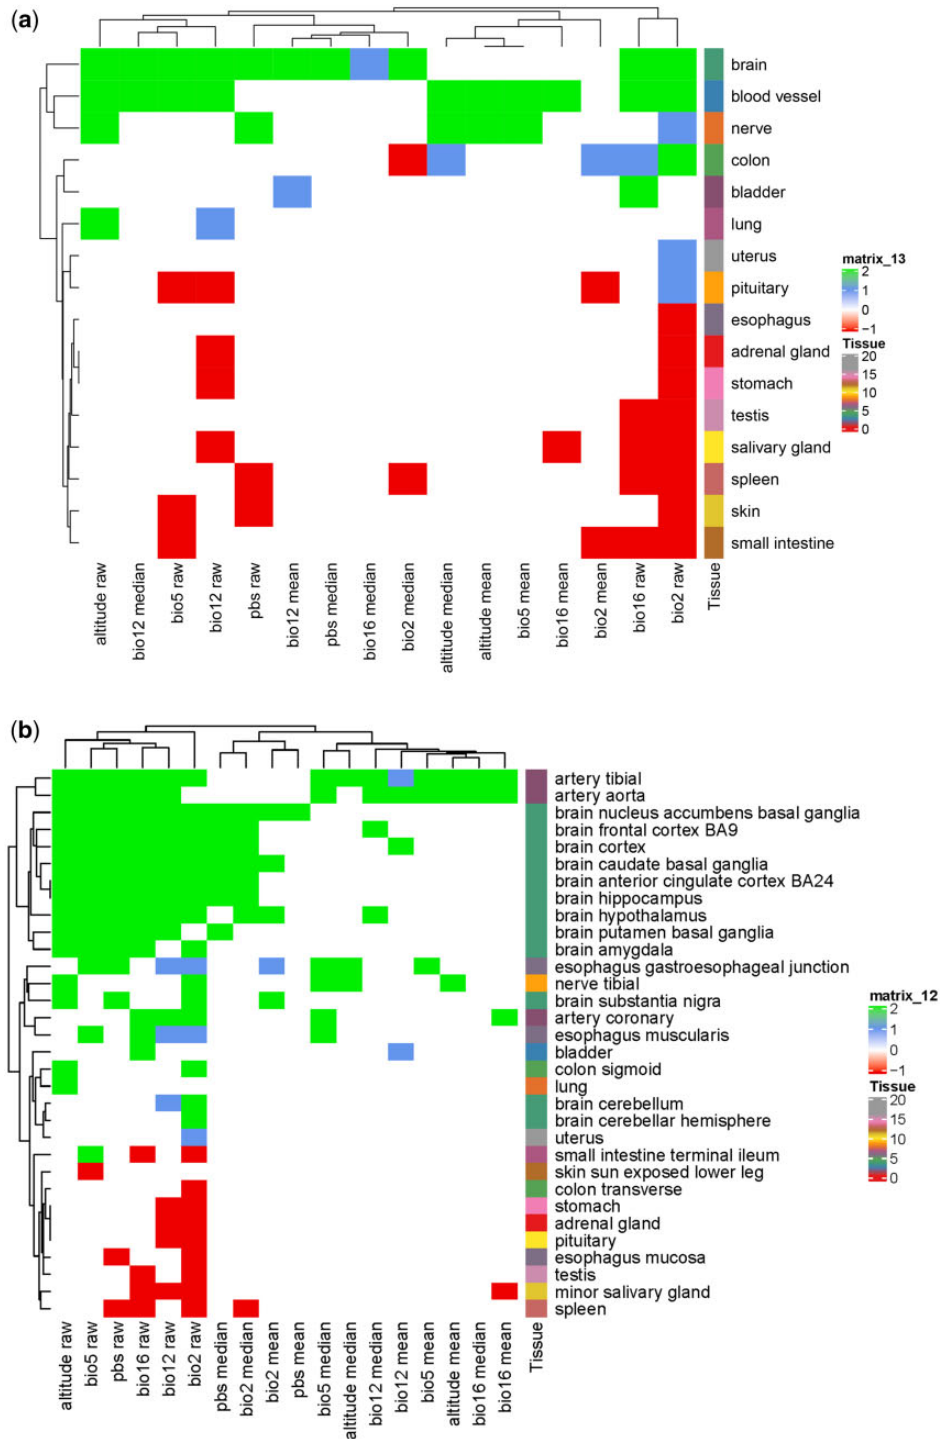 (a)
brain
blood vessel
nerve
colon
bladder
lung
uterus
pituitary
esophagus
adrenal gland
stomach
testis
salivary gland
spleen
skin
small intestine
matrix_13
2
1
0
−1
Tissue
20
15
10
5
0
altitude raw
bio12 median
bio5 raw
bio12 raw
pbs raw
bio12 mean
pbs median
bio16 median
bio2 median
altitude median
altitude mean
bio5 mean
bio16 mean
bio2 mean
bio16 raw
bio2 raw
Tissue
(b)
artery tibial
artery aorta
brain nucleus accumbens basal ganglia
brain frontal cortex BA9
brain cortex
brain caudate basal ganglia
brain anterior cingulate cortex BA24
brain hippocampus
brain hypothalamus
brain putamen basal ganglia
brain amygdala
esophagus gastroesophageal junction
nerve tibial
brain substantia nigra
artery coronary
esophagus muscularis
bladder
colon sigmoid
lung
brain cerebellum
brain cerebellar hemisphere
uterus
small intestine terminal ileum
skin sun exposed lower leg
colon transverse
stomach
adrenal gland
pituitary
esophagus mucosa
testis
minor salivary gland
spleen
matrix_12
2
1
0
−1
Tissue
20
15
10
5
0
altitude raw
bio5 raw
pbs raw
bio16 raw
bio12 raw
bio2 raw
pbs median
bio2 median
bio2 mean
pbs mean
bio5 median
altitude median
bio12 median
bio12 mean
bio5 mean
altitude mean
bio16 median
bio16 mean
Tissue